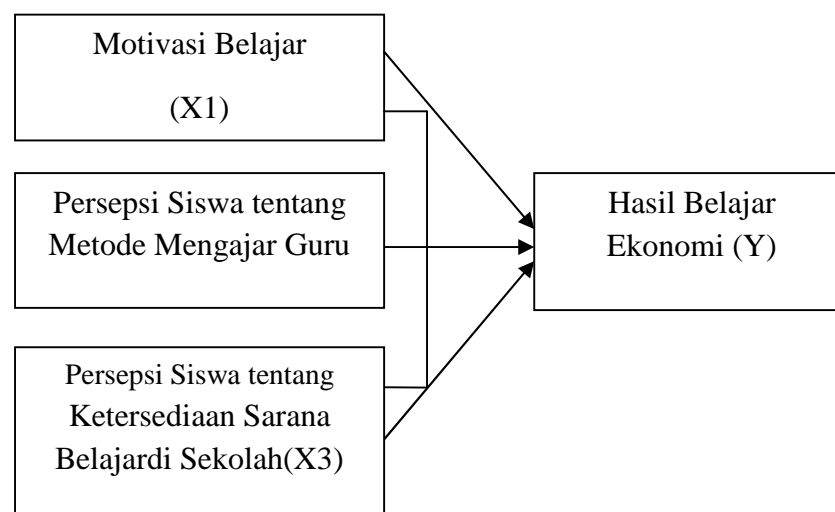 Motivasi Belajar
(X1)
Persepsi Siswa tentang
Metode Mengajar Guru
Persepsi Siswa tentang
Ketersediaan Sarana
Belajardi Sekolah(X3)
Hasil Belajar
Ekonomi (Y)